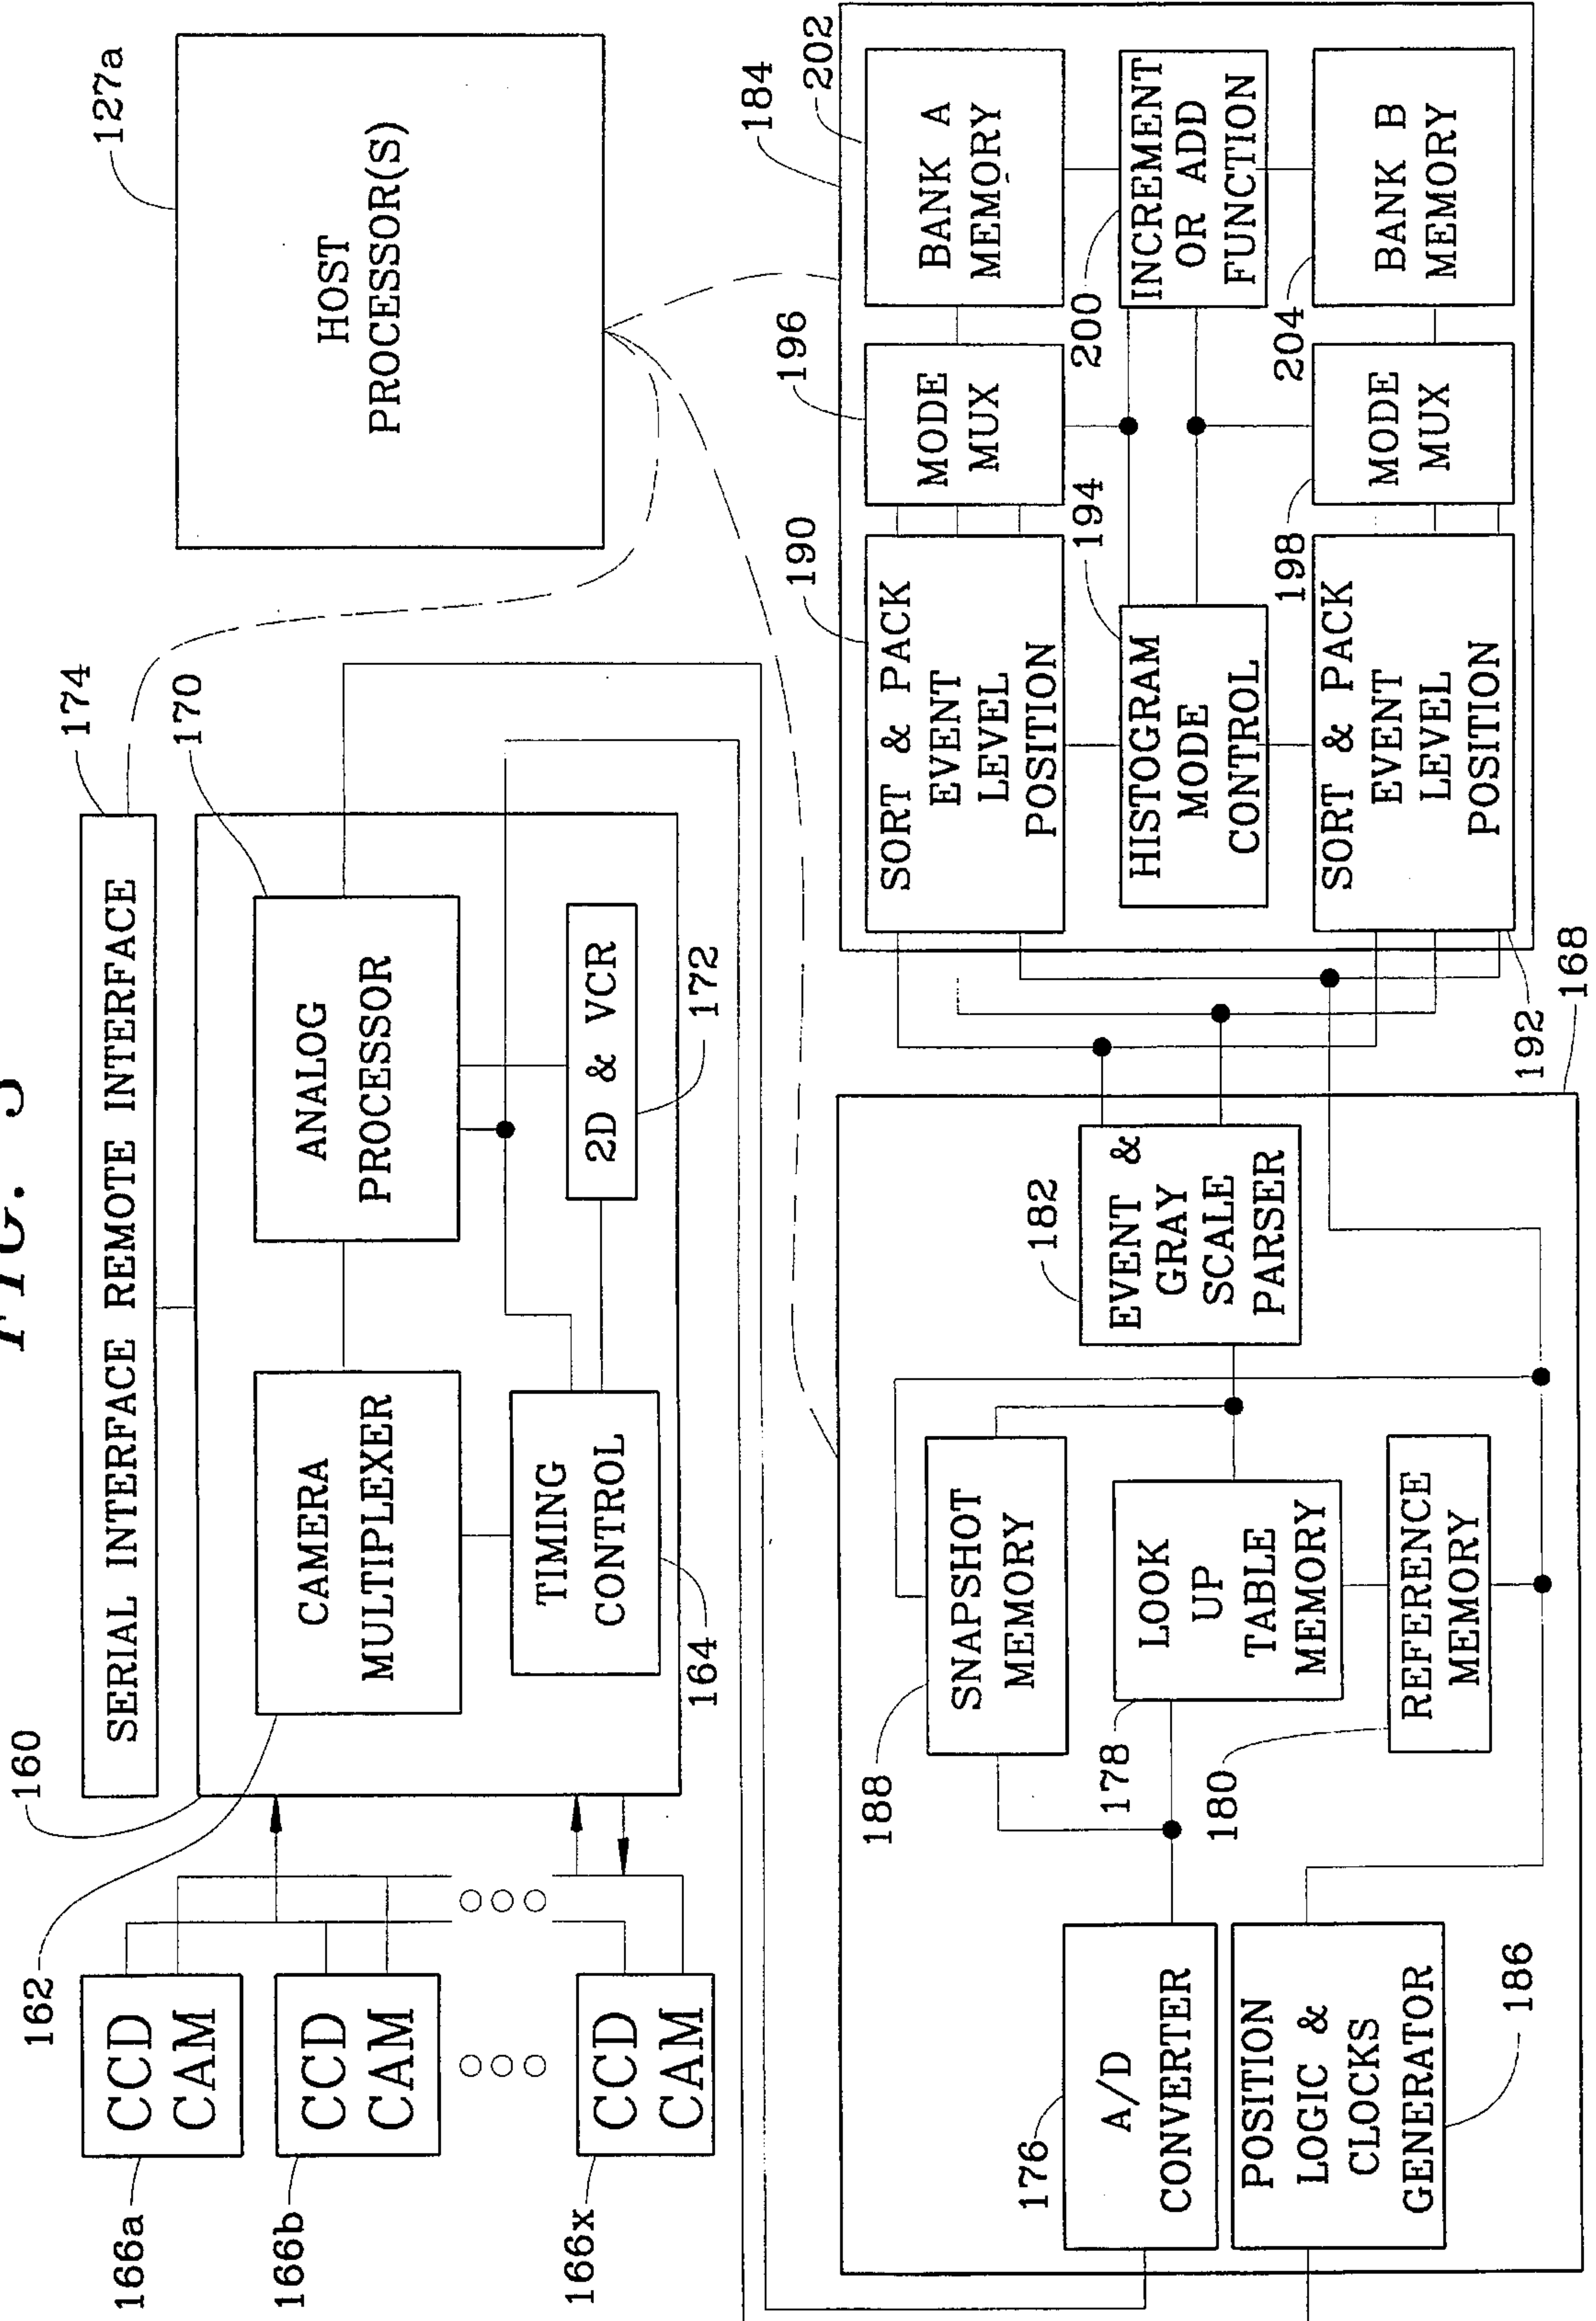 FIG. 5
174
SERIAL INTERFACE REMOTE INTERFACE
127a
HOST
PROCESSOR(S)
160
162
CAMERA
MULTIPLEXER
170
ANALOG
PROCESSOR
TIMING
CONTROL
164
2D & VCR
172
166a
CCD
CAM
166b
CCD
CAM
166x
CCD
CAM
168
176
A/D
CONVERTER
POSITION
LOGIC &
CLOCKS
GENERATOR
186
188
SNAPSHOT
MEMORY
178
LOOK
UP
TABLE
MEMORY
180
REFERENCE
MEMORY
182
EVENT &
GRAY
SCALE
PARSER
184
190
SORT & PACK
EVENT
LEVEL
POSITION
196
MODE
MUX
202
BANK A
MEMORY
194
HISTOGRAM
MODE
CONTROL
200
INCREMENT
OR ADD
FUNCTION
192
SORT & PACK
EVENT
LEVEL
POSITION
198
MODE
MUX
204
BANK B
MEMORY